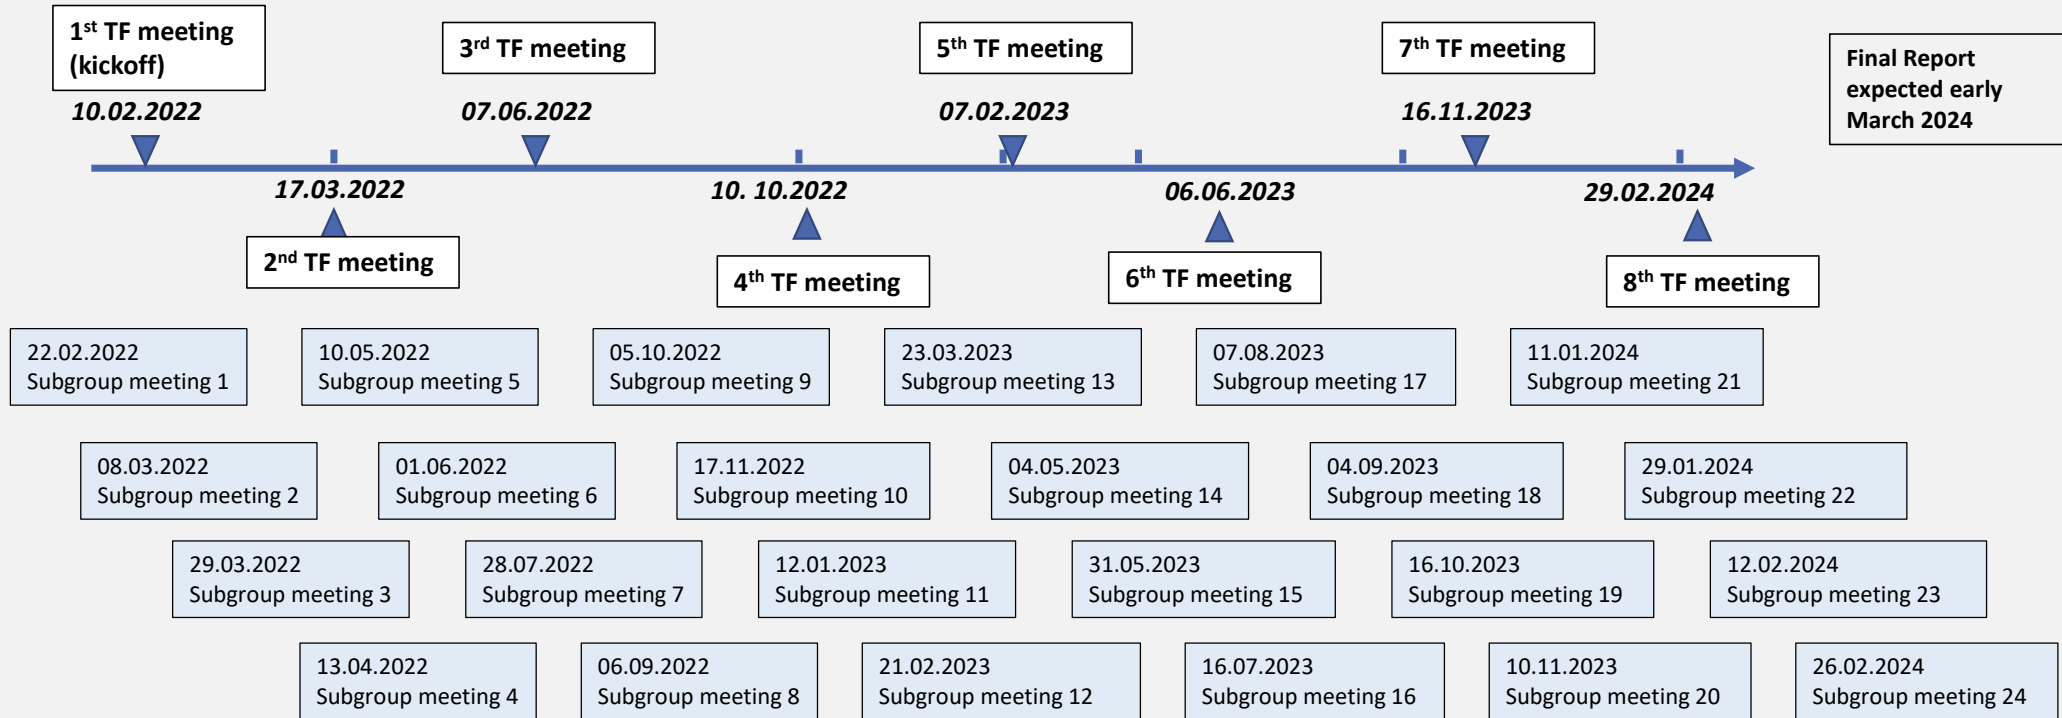 1st TF meeting
(kickoff)
10.02.2022
3rd TF meeting
07.06.2022
5th TF meeting
07.02.2023
7th TF meeting
16.11.2023
Final Report
expected early
March 2024
17.03.2022
2nd TF meeting
10. 10.2022
4th TF meeting
06.06.2023
6th TF meeting
29.02.2024
8th TF meeting
22.02.2022
Subgroup meeting 1
10.05.2022
Subgroup meeting 5
05.10.2022
Subgroup meeting 9
23.03.2023
Subgroup meeting 13
07.08.2023
Subgroup meeting 17
11.01.2024
Subgroup meeting 21
08.03.2022
Subgroup meeting 2
01.06.2022
Subgroup meeting 6
17.11.2022
Subgroup meeting 10
04.05.2023
Subgroup meeting 14
04.09.2023
Subgroup meeting 18
29.01.2024
Subgroup meeting 22
29.03.2022
Subgroup meeting 3
28.07.2022
Subgroup meeting 7
12.01.2023
Subgroup meeting 11
31.05.2023
Subgroup meeting 15
16.10.2023
Subgroup meeting 19
12.02.2024
Subgroup meeting 23
13.04.2022
Subgroup meeting 4
06.09.2022
Subgroup meeting 8
21.02.2023
Subgroup meeting 12
16.07.2023
Subgroup meeting 16
10.11.2023
Subgroup meeting 20
26.02.2024
Subgroup meeting 24